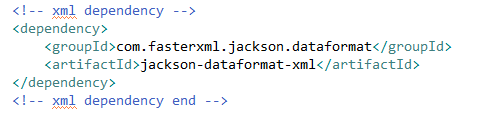 <!-- xml dependency -->
<dependency>
<groupId>com.fasterxml.jackson.dataformat</groupId>
<artifactId>jackson-dataformat-xml</artifactId>
</dependency>
<!-- xml dependency end -->